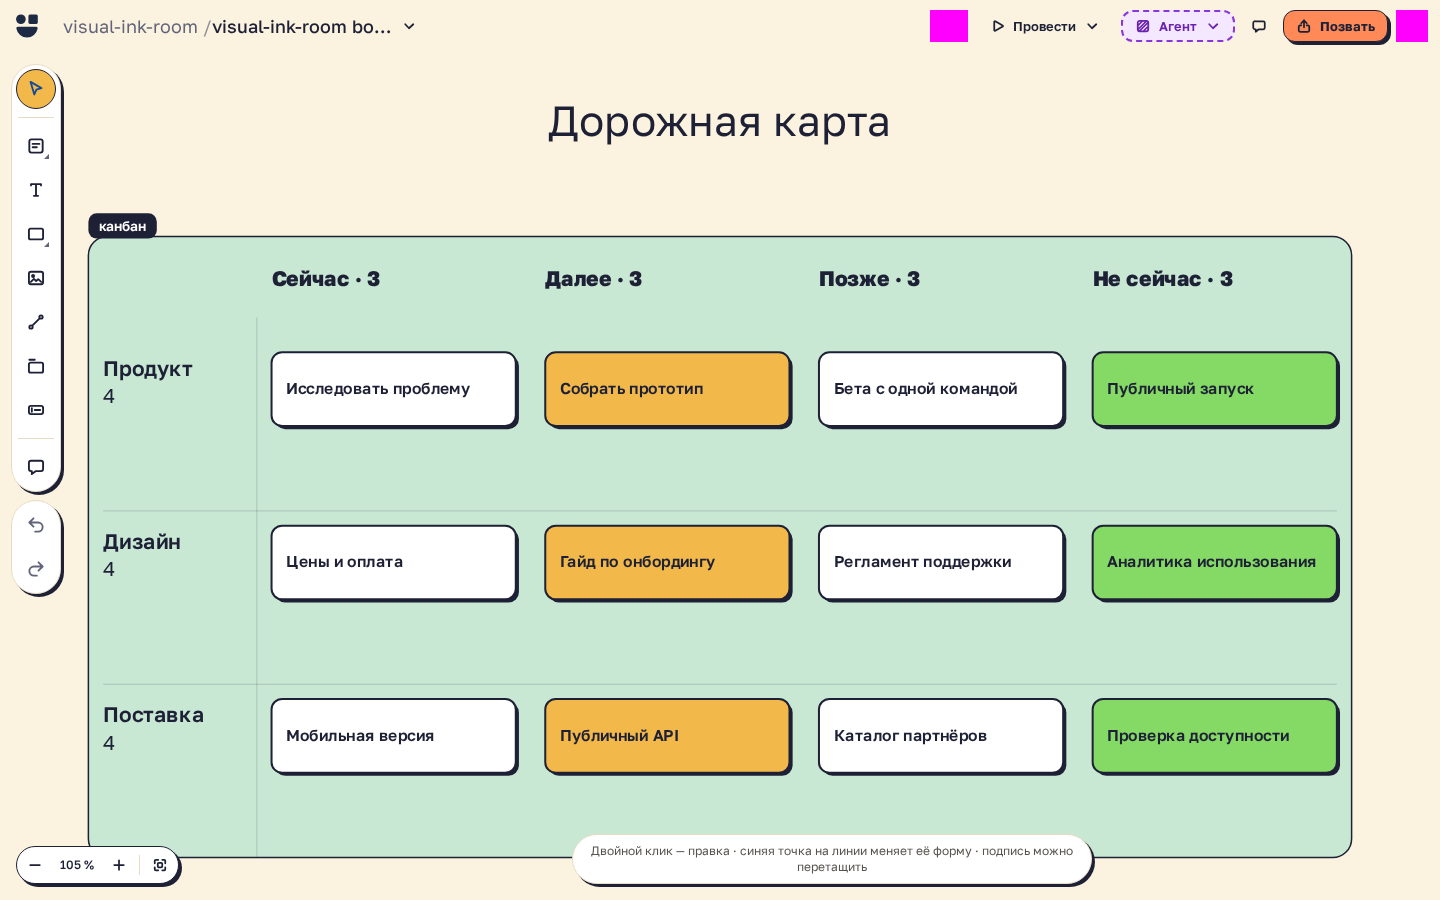 visual-ink-room / visual-ink-room bo...
Провести
Агент
Позвать
Дорожная карта
канбан
Сейчас · 3
Далее · 3
Позже · 3
Не сейчас · 3
Продукт
4
Исследовать проблему
Собрать прототип
Бета с одной командой
Публичный запуск
Дизайн
4
Цены и оплата
Гайд по онбордингу
Регламент поддержки
Аналитика использования
Поставка
4
Мобильная версия
Публичный API
Каталог партнёров
Проверка доступности
105 %
Двойной клик — правка · синяя точка на линии меняет её форму · подпись можно
перетащить